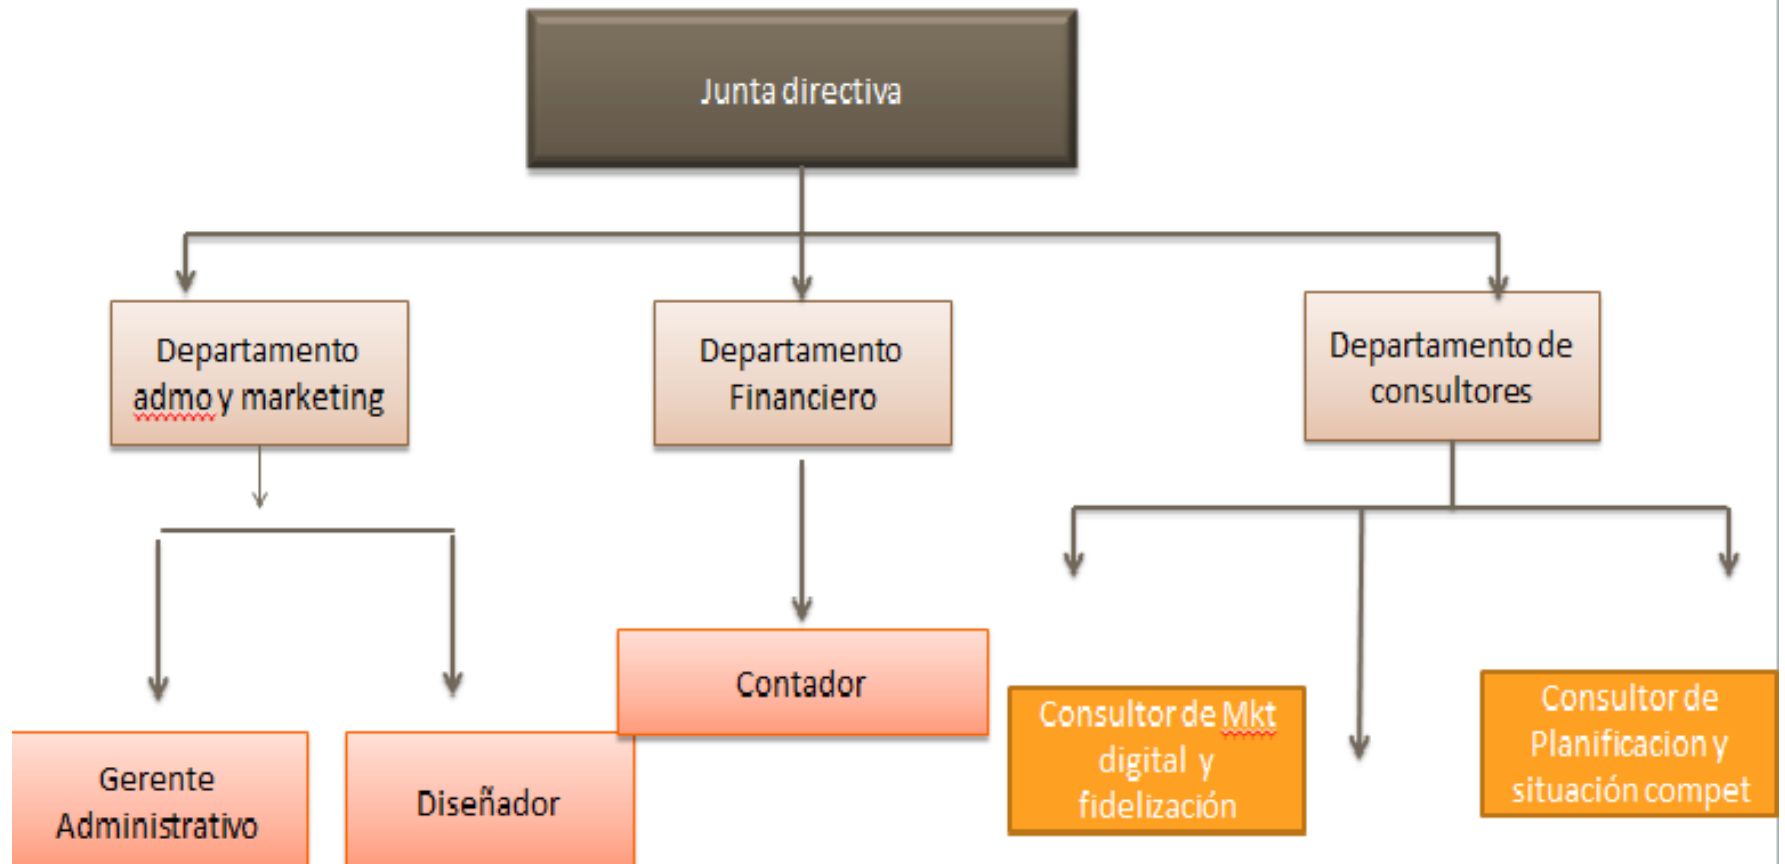 Junta directiva
Departamento
admo y marketing
Departamento
Financiero
Departamento de
consultores
Gerente
Administrativo
Diseñador
Contador
Consultor de Mkt
digital y
fidelización
Consultor de
Planificacion y
situación compet